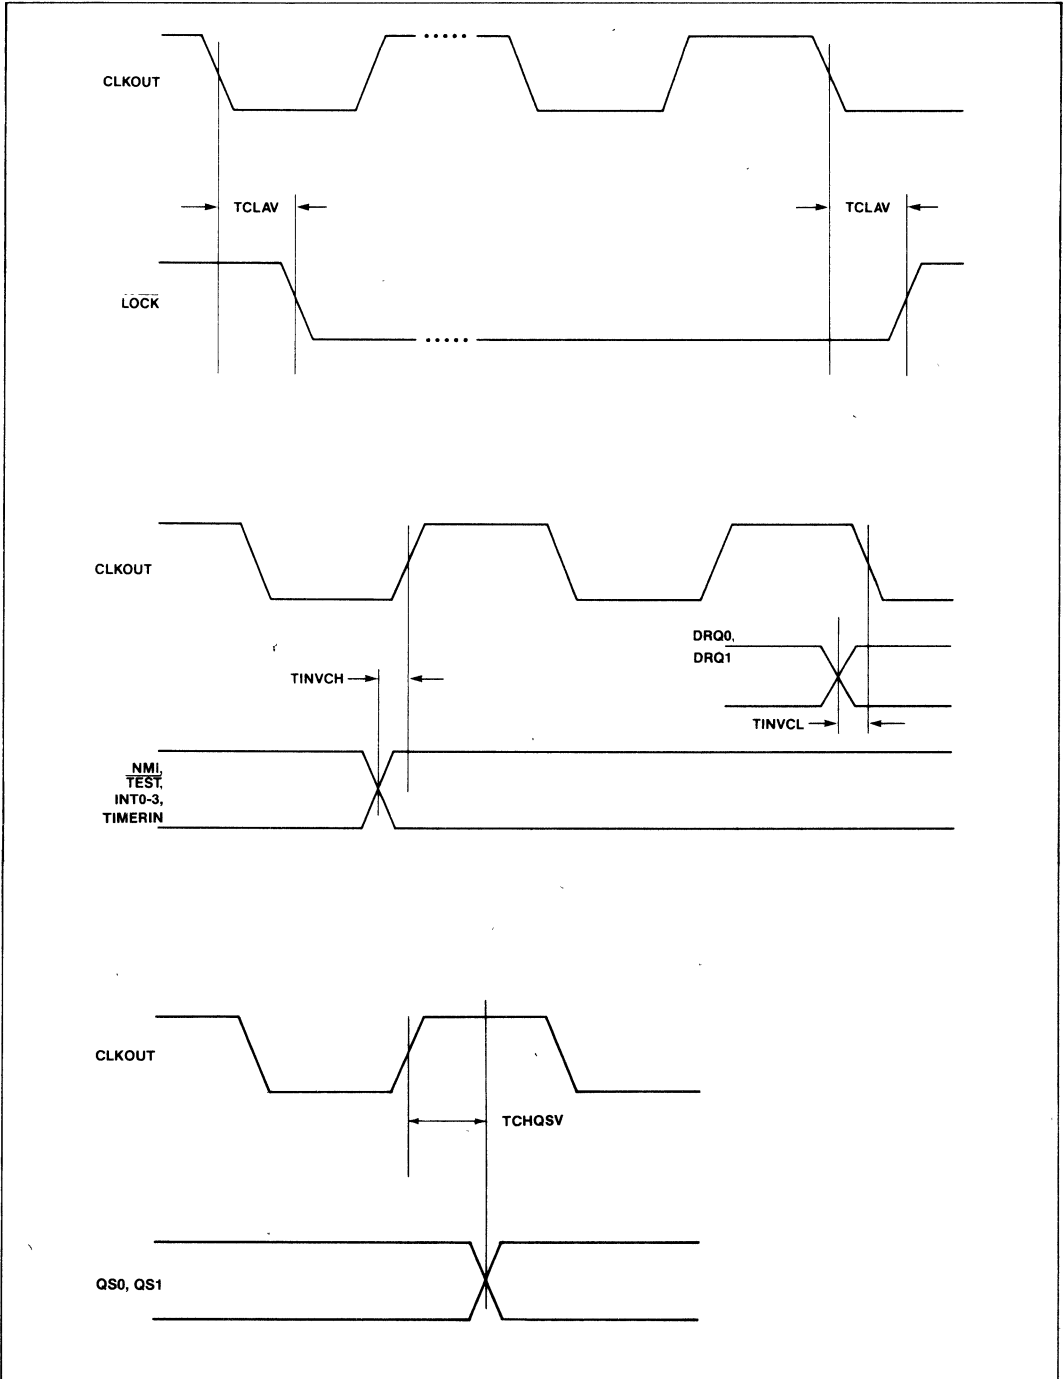 CLKOUT
TCLAV TCLAV
LOCK
CLKOUT
DRQ0,
DRQ1
TINVCH
TINVCL
NMI,
TEST,
INT0-3,
TIMERIN
CLKOUT
TCHQSV
QS0, QS1